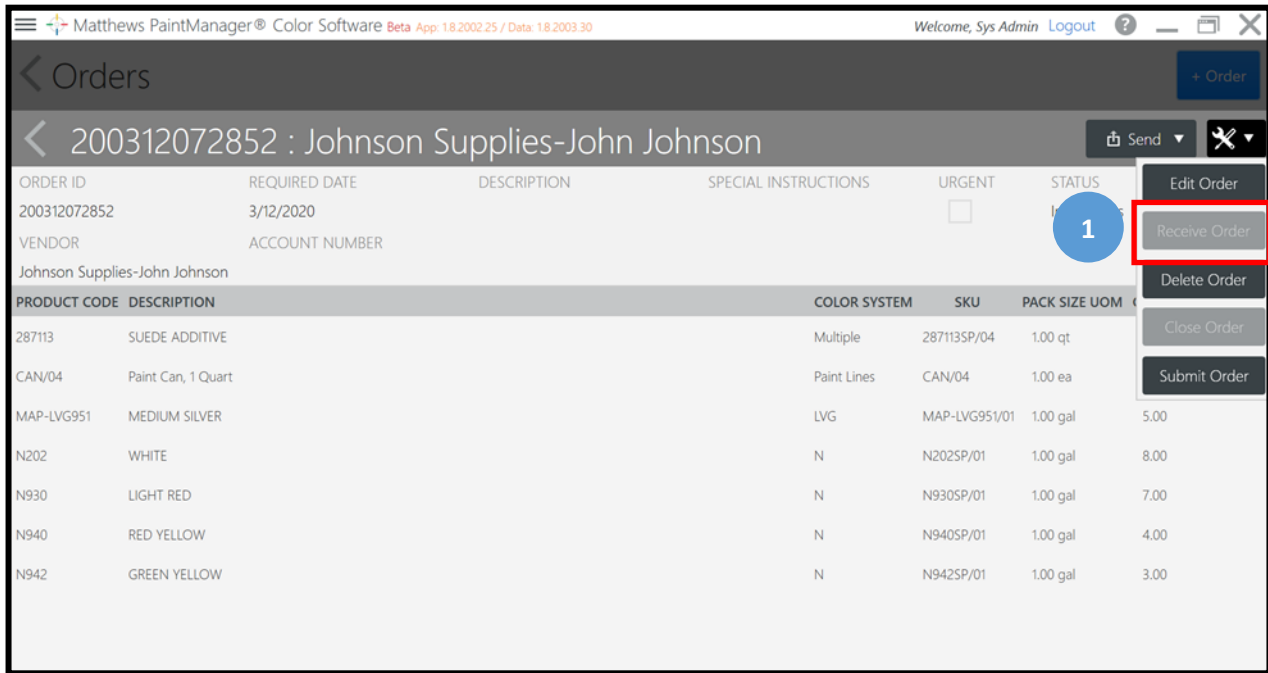 Matthews PaintManager® Color Software Beta App: 1.8.2002.25 / Data: 1.8.2003.30 Welcome, Sys Admin Logout ?
Orders + Order
200312072852 : Johnson Supplies-John Johnson Send
ORDER ID REQUIRED DATE DESCRIPTION SPECIAL INSTRUCTIONS URGENT STATUS Edit Order
200312072852 3/12/2020
1 Receive Order
VENDOR ACCOUNT NUMBER
Johnson Supplies-John Johnson
Delete Order
PRODUCT CODE DESCRIPTION COLOR SYSTEM SKU PACK SIZE UOM
287113 SUEDE ADDITIVE Multiple 287113SP/04 1.00 qt Close Order
CAN/04 Paint Can, 1 Quart Paint Lines CAN/04 1.00 ea Submit Order
MAP-LVG951 MEDIUM SILVER LVG MAP-LVG951/01 1.00 gal 5.00
N202 WHITE N N202SP/01 1.00 gal 8.00
N930 LIGHT RED N N930SP/01 1.00 gal 7.00
N940 RED YELLOW N N940SP/01 1.00 gal 4.00
N942 GREEN YELLOW N N942SP/01 1.00 gal 3.00